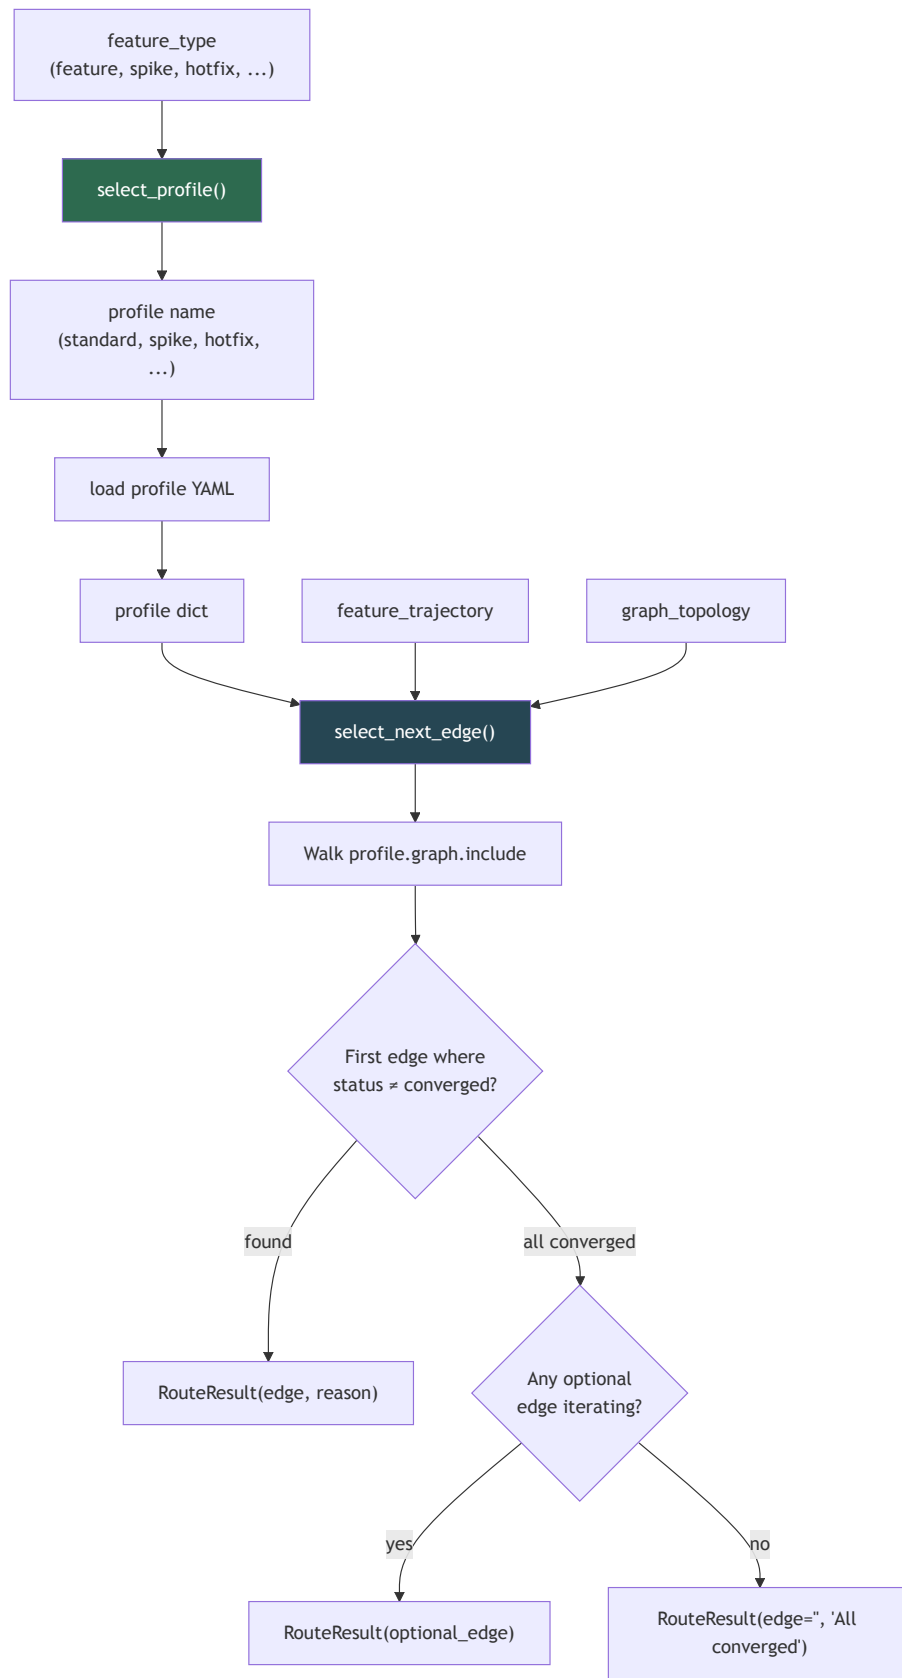 feature_type
(feature, spike, hotfix, ...)
select_profile()
profile name
(standard, spike, hotfix,
...)
load profile YAML
profile dict
feature_trajectory
graph_topology
select_next_edge()
Walk profile.graph.include
First edge where
status ≠ converged?
found
all converged
RouteResult(edge, reason)
Any optional
edge iterating?
yes
no
RouteResult(optional_edge)
RouteResult(edge='', 'All
converged')